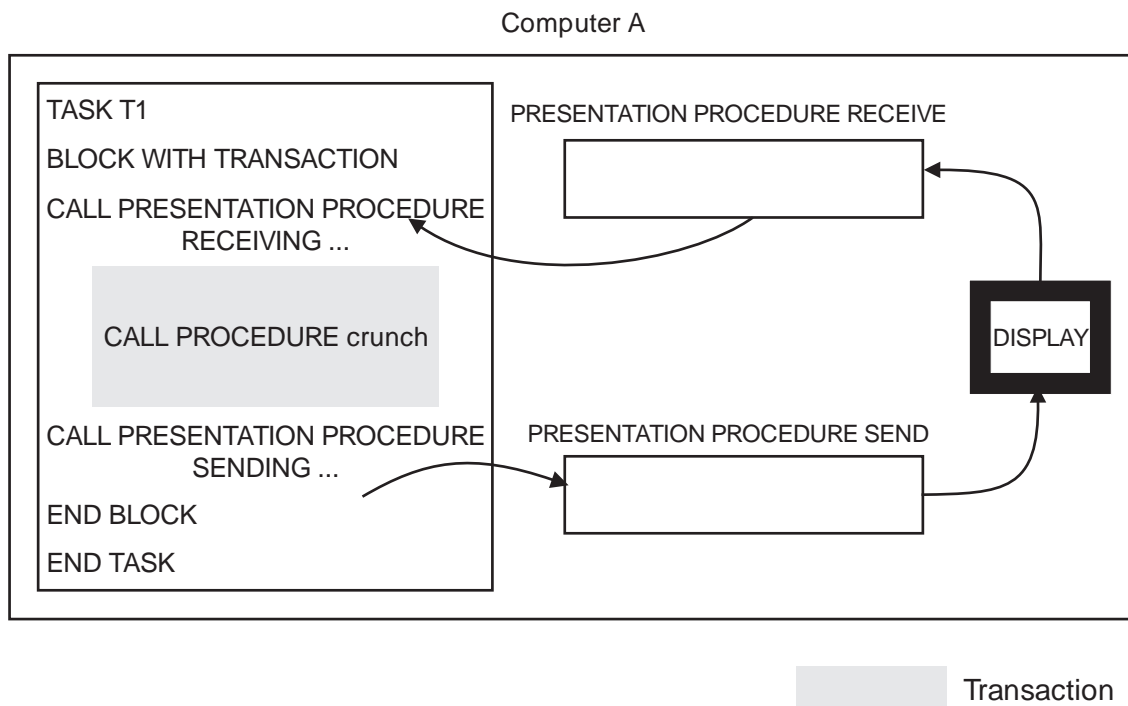 Computer A
TASK T1
BLOCK WITH TRANSACTION
CALL PRESENTATION PROCEDURE
RECEIVING ...
CALL PROCEDURE crunch
CALL PRESENTATION PROCEDURE
SENDING ...
END BLOCK
END TASK
PRESENTATION PROCEDURE RECEIVE
DISPLAY
PRESENTATION PROCEDURE SEND
Transaction